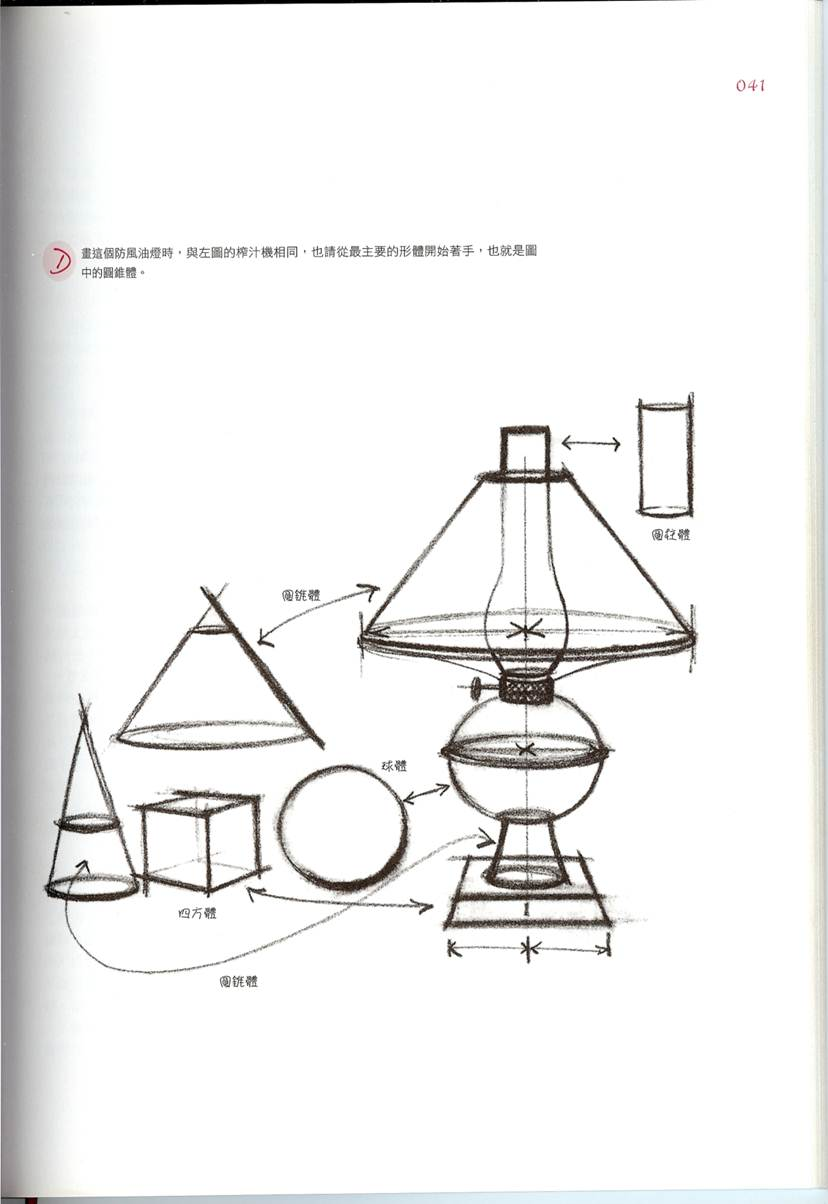 041
D 畫這個防風油燈時，與左圖的榨汁機相同，也請從最主要的形體開始著手，也就是圖
中的圓錐體。
圓柱體
圓錐體
球體
四方體
圓錐體